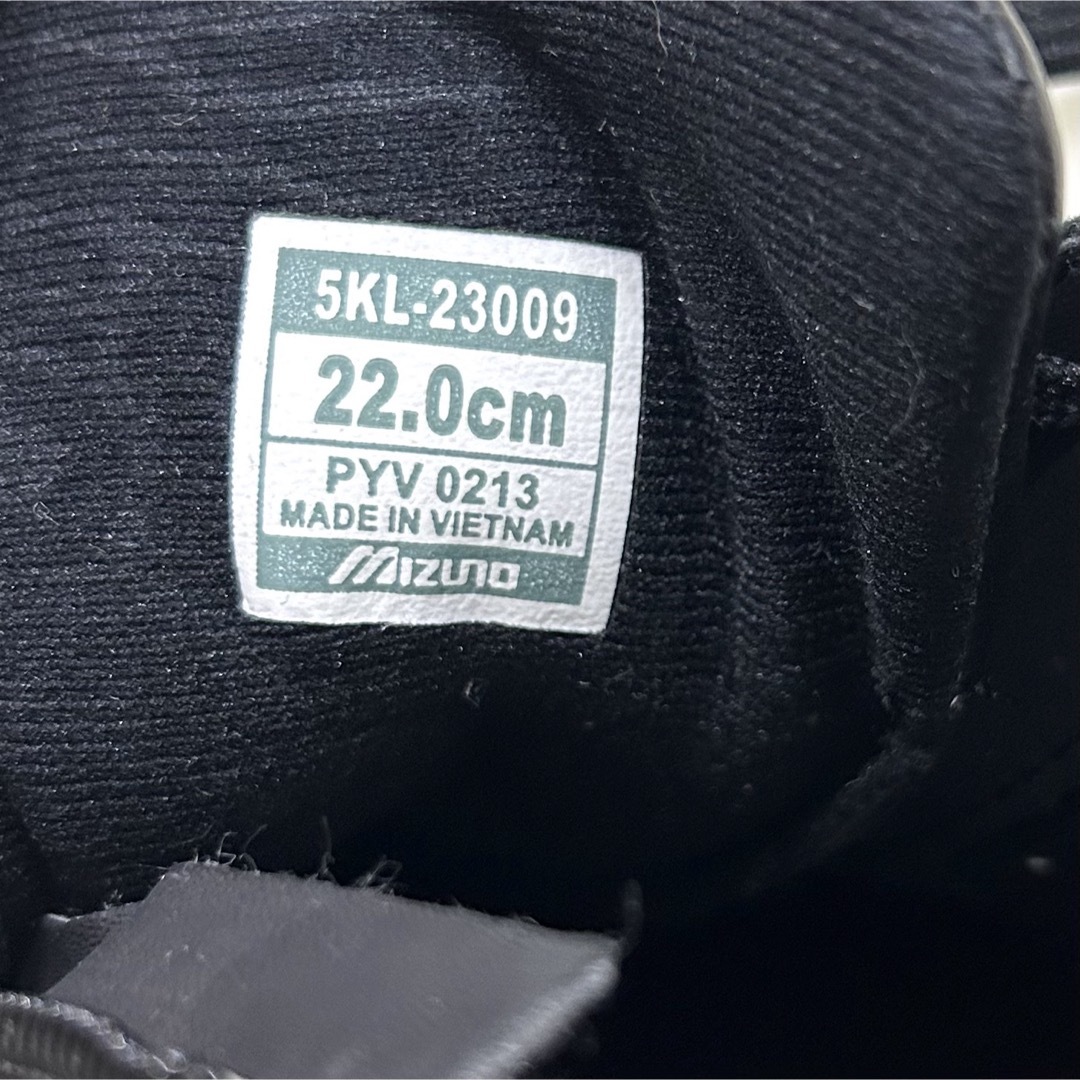 5KL-23009
22.0cm
PYV 0213
MADE IN VIETNAM
MIZUNO